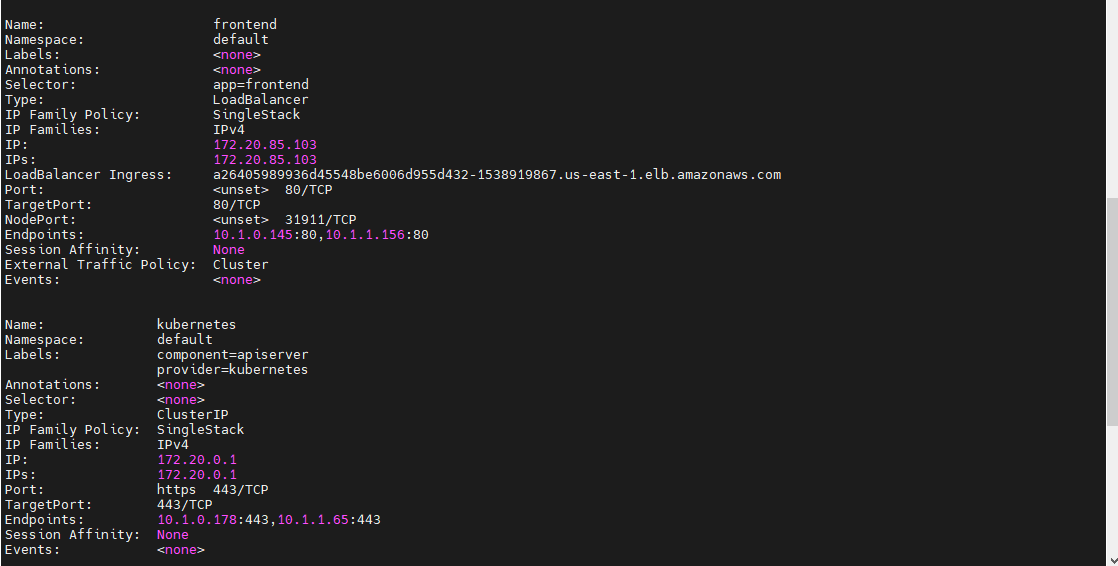 Name:                     frontend
Namespace:                default
Labels:                   <none>
Annotations:              <none>
Selector:                 app=frontend
Type:                     LoadBalancer
IP Family Policy:         SingleStack
IP Families:              IPv4
IP:                       172.20.85.103
IPs:                      172.20.85.103
LoadBalancer Ingress:     a26405989936d45548be6006d955d432-1538919867.us-east-1.elb.amazonaws.com
Port:                     <unset>  80/TCP
TargetPort:               80/TCP
NodePort:                 <unset>  31911/TCP
Endpoints:                10.1.0.145:80,10.1.1.156:80
Session Affinity:         None
External Traffic Policy:  Cluster
Events:                   <none>

Name:              kubernetes
Namespace:         default
Labels:            component=apiserver
                   provider=kubernetes
Annotations:       <none>
Selector:          <none>
Type:              ClusterIP
IP Family Policy:  SingleStack
IP Families:       IPv4
IP:                172.20.0.1
IPs:               172.20.0.1
Port:              https  443/TCP
TargetPort:        443/TCP
Endpoints:         10.1.0.178:443,10.1.1.65:443
Session Affinity:  None
Events:            <none>